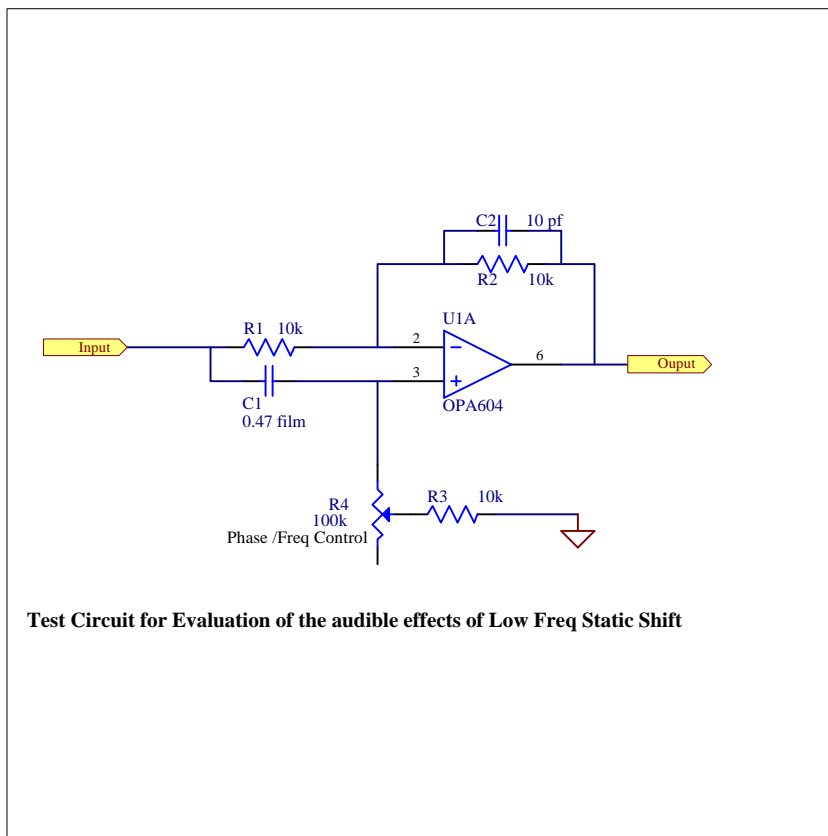 C2 10 pf
R2 10k
U1A
R1 10k
2
Input
6
Ouput
3
C1
OPA604
0.47 film
R4
R3 10k
100k
Phase /Freq Control
Test Circuit for Evaluation of the audible effects of Low Freq Static Shift